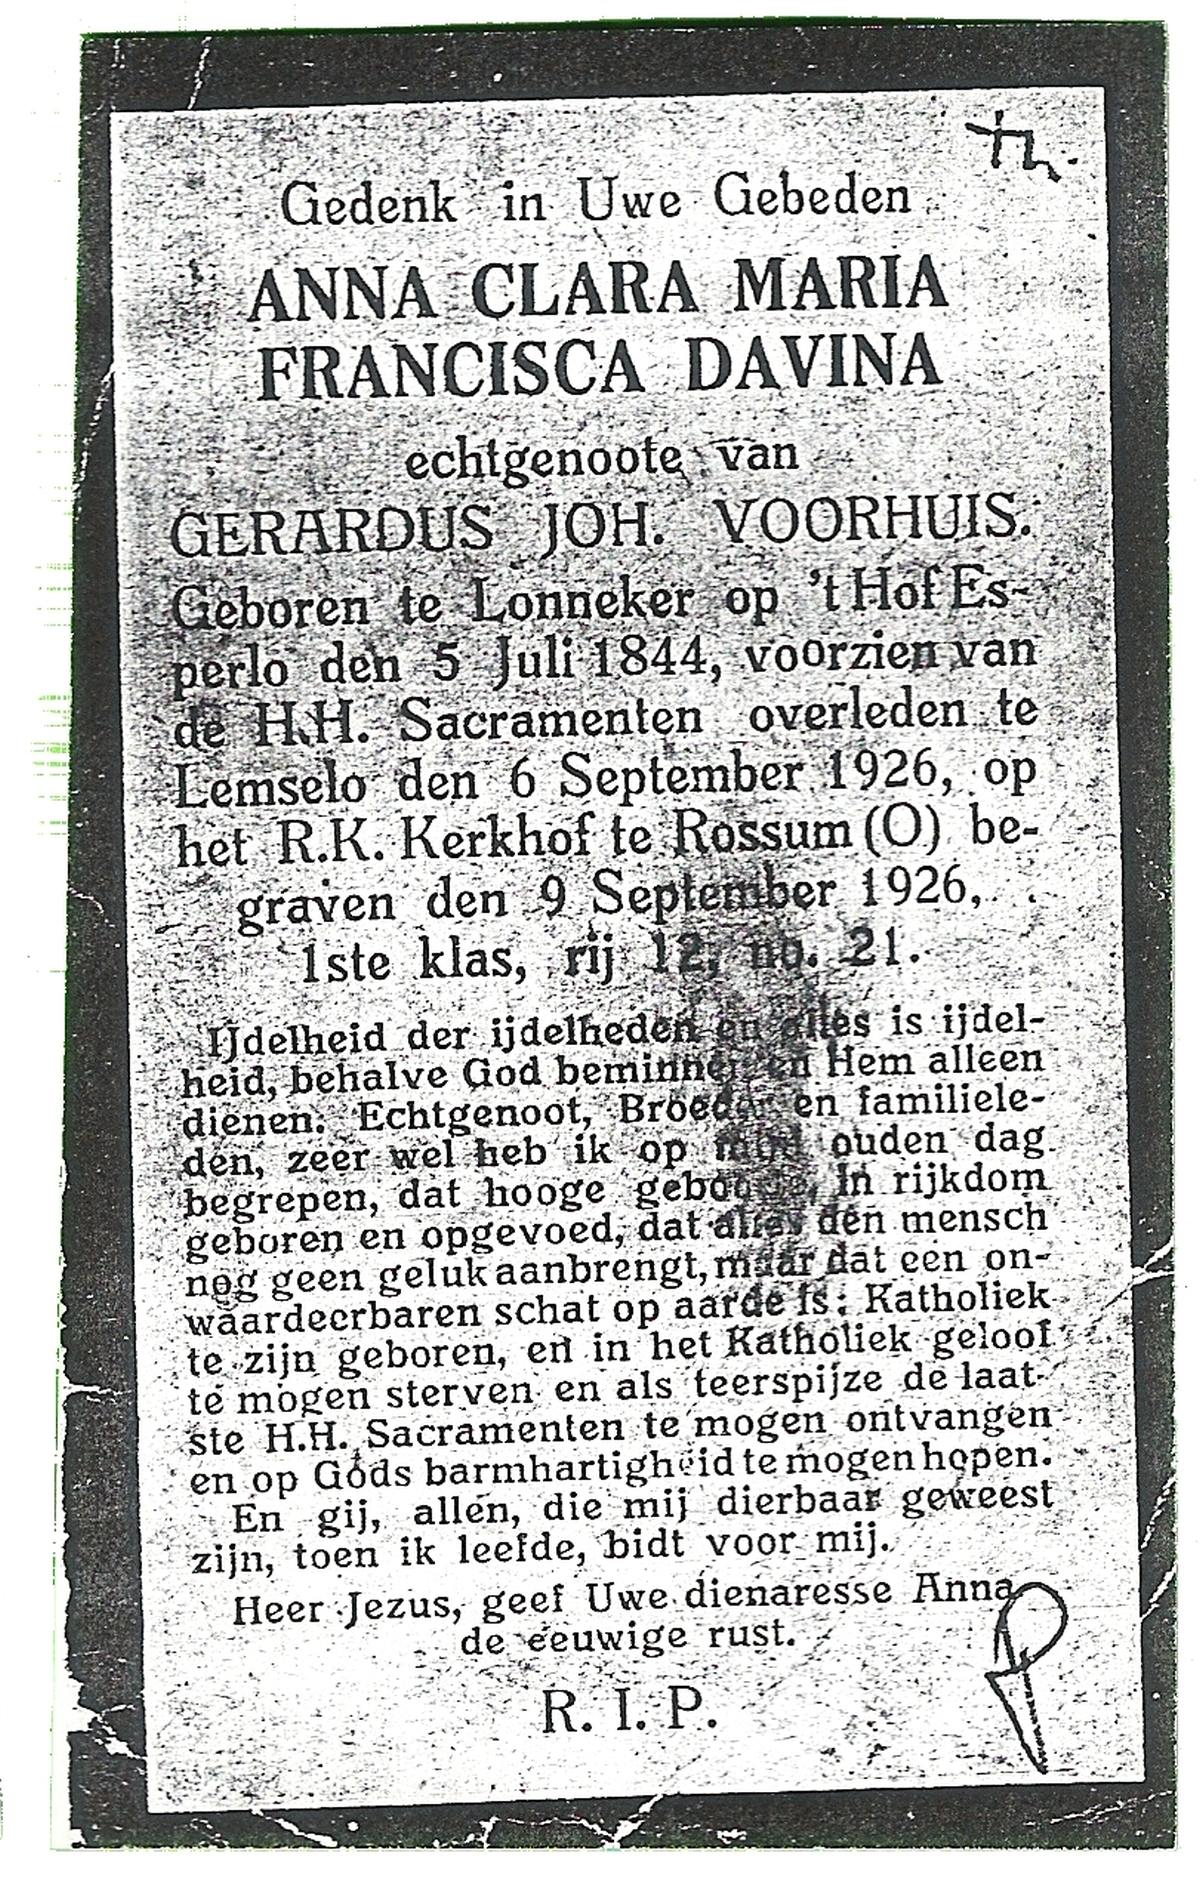 Gedenk in Uwe Gebeden
ANNA CLARA MARIA
FRANCISCA DAVINA
echtgenoote van
GERARDUS JOH. VOORHUIS.
Geboren te Lonneker op 't Hof Es-
perlo den 5 Juli 1844, voorzien van
de H.H. Sacramenten overleden te
Lemselo den 6 September 1926, op
het R.K. Kerkhof te Rossum (O) be-
graven den 9 September 1926,
1ste klas, rij 12, no. 21.
IJdelheid der ijdelheden en alles is ijdel-
heid, behalve God beminnen en Hem alleen
dienen. Echtgenoot, Broeder en familiele-
den, zeer wel heb ik op mijn ouden dag
begrepen, dat hooge geboorte, in rijkdom
geboren en opgevoed, dat alles den mensch
nog geen geluk aanbrengt, maar dat een on-
waardeerbaren schat op aarde is: Katholiek
te zijn geboren, en in het Katholiek geloof
te mogen sterven en als teerspijze de laat-
ste H.H. Sacramenten te mogen ontvangen
en op Gods barmhartigheid te mogen hopen.
En gij, allen, die mij dierbaar geweest
zijn, toen ik leefde, bidt voor mij.
Heer Jezus, geef Uwe dienaresse Anna
de eeuwige rust.
R. I. P.